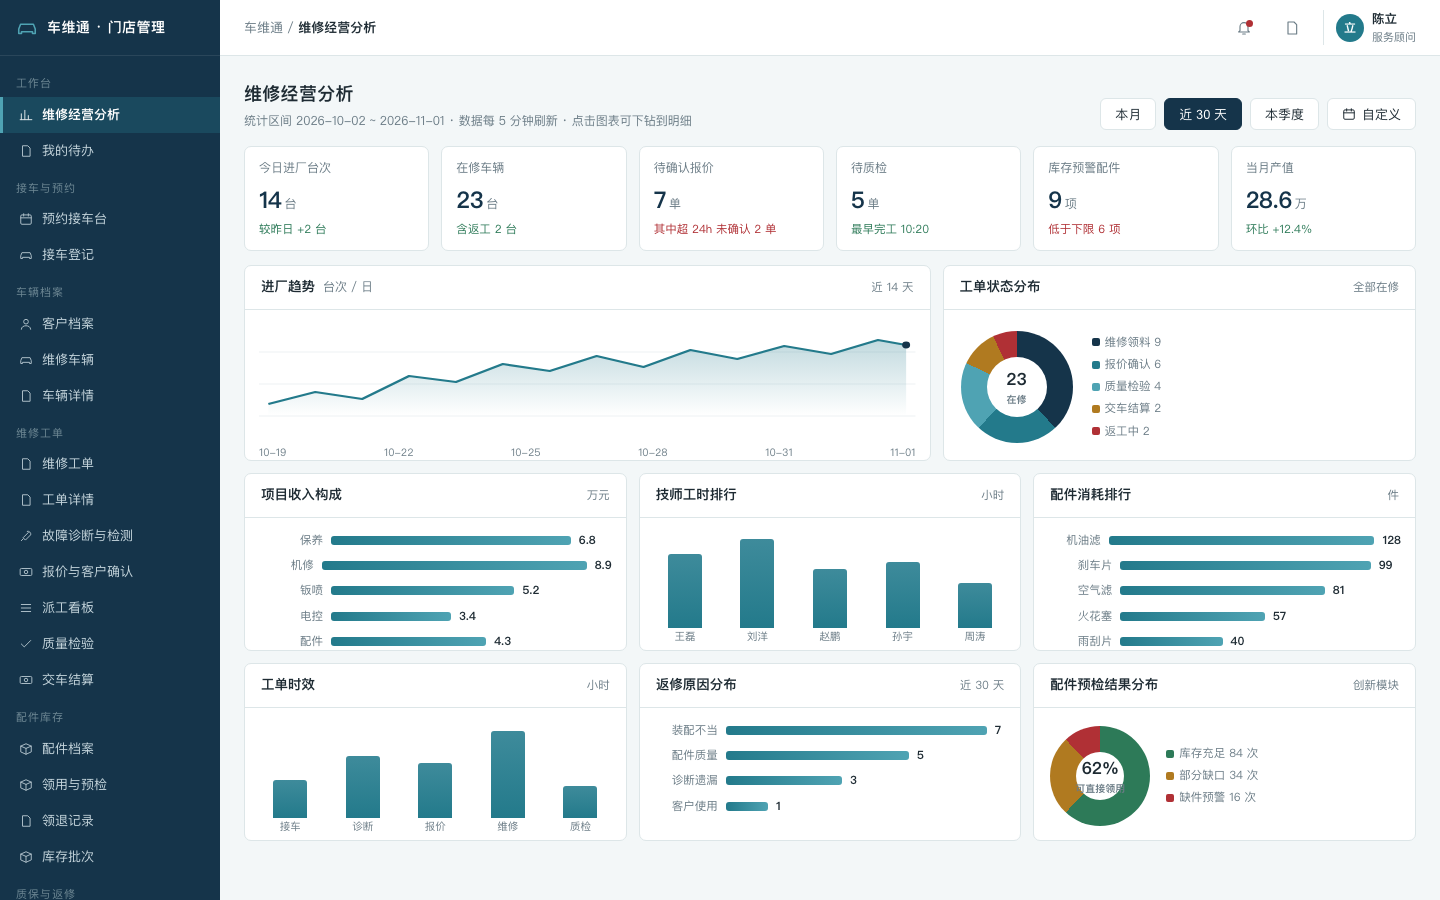 车维通 · 门店管理
工作台
维修经营分析
我的待办
接车与预约
预约接车台
接车登记
车辆档案
客户档案
维修车辆
车辆详情
维修工单
维修工单
工单详情
故障诊断与检测
报价与客户确认
派工看板
质量检验
交车结算
配件库存
配件档案
领用与预检
领退记录
库存批次
质保与返修
车维通 / 维修经营分析
立
陈立
服务顾问
维修经营分析
统计区间 2026-10-02 ~ 2026-11-01 · 数据每 5 分钟刷新 · 点击图表可下钻到明细
本月
近 30 天
本季度
自定义
今日进厂台次
14 台
较昨日 +2 台
在修车辆
23 台
含返工 2 台
待确认报价
7 单
其中超 24h 未确认 2 单
待质检
5 单
最早完工 10:20
库存预警配件
9 项
低于下限 6 项
当月产值
28.6 万
环比 +12.4%
进厂趋势 台次 / 日
近 14 天
10-19 10-22 10-25 10-28 10-31 11-01
工单状态分布
全部在修
23
在修
维修领料 9
报价确认 6
质量检验 4
交车结算 2
返工中 2
项目收入构成
万元
保养 6.8
机修 8.9
钣喷 5.2
电控 3.4
配件 4.3
技师工时排行
小时
王磊 刘洋 赵鹏 孙宇 周涛
配件消耗排行
件
机油滤 128
刹车片 99
空气滤 81
火花塞 57
雨刮片 40
工单时效
小时
接车 诊断 报价 维修 质检
返修原因分布
近 30 天
装配不当 7
配件质量 5
诊断遗漏 3
客户使用 1
配件预检结果分布
创新模块
62%
可直接领用
库存充足 84 次
部分缺口 34 次
缺件预警 16 次